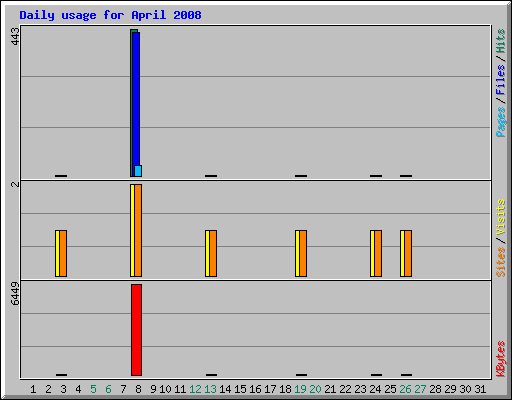 Daily usage for April 2008
443
2
6449
Pages / Files / Hits
Sites / Visits
KBytes
1 2 3 4 5 6 7 8 9 10 11 12 13 14 15 16 17 18 19 20 21 22 23 24 25 26 27 28 29 30 31